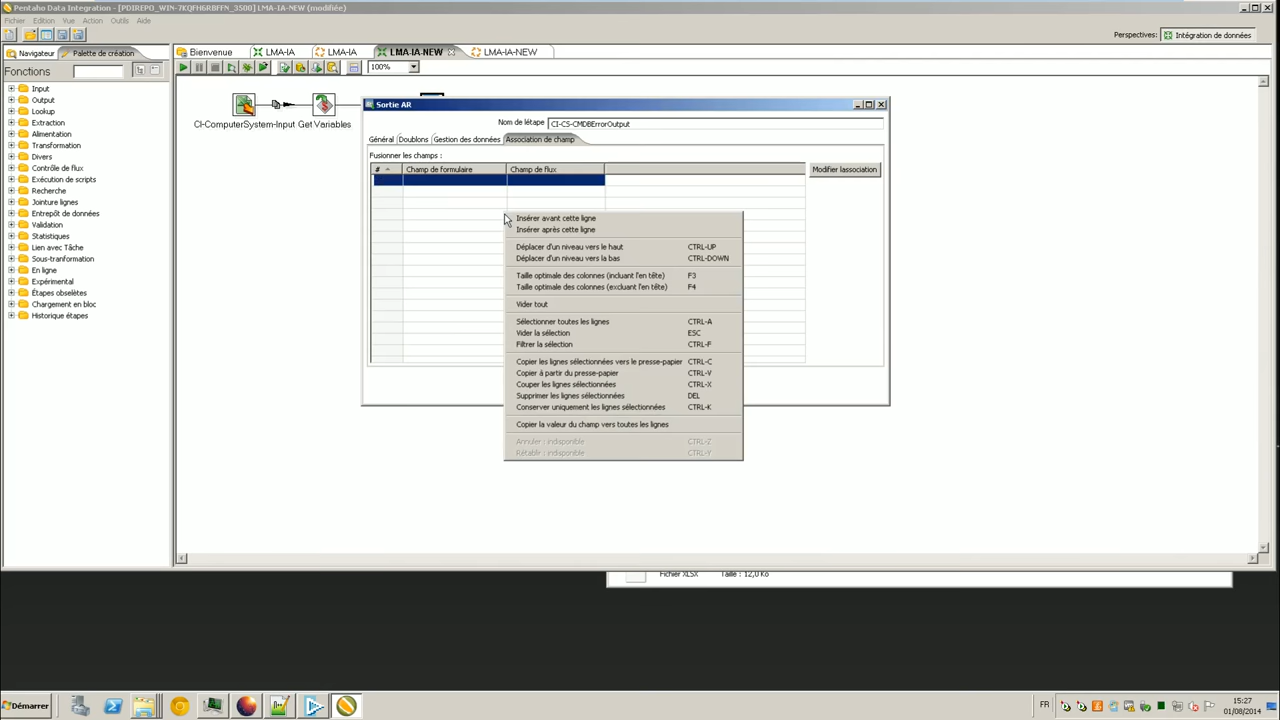 Pentaho Data Integration - [PDIREPO_WIN-7KQFH6RBFFN_3500] LMA-IA-NEW (modifiée)
Fichier Edition Vue Action Outils Aide
Perspectives: Intégration de données
Navigateur Palette de création
Bienvenue LMA-IA LMA-IA LMA-IA-NEW LMA-IA-NEW
Fonctions
100%
Input
Output
Lookup
Extraction
Alimentation
Transformation
Divers
Contrôle de flux
Exécution de scripts
Recherche
Jointure lignes
Entrepôt de données
Validation
Statistiques
Lien avec Tâche
Sous-tranformation
En ligne
Expérimental
Étapes obsolètes
Chargement en bloc
Historique étapes
CI-ComputerSystem-Input Get Variables
Sortie AR
Nom de létape CI-CS-CMDBErrorOutput
Général Doublons Gestion des données Association de champ
Fusionner les champs :
# Champ de formulaire Champ de flux
Modifier lassociation
Insérer avant cette ligne
Insérer après cette ligne
Déplacer d'un niveau vers le haut CTRL-UP
Déplacer d'un niveau vers la bas CTRL-DOWN
Taille optimale des colonnes (incluant l'en tête) F3
Taille optimale des colonnes (excluant l'en tête) F4
Vider tout
Sélectionner toutes les lignes CTRL-A
Vider la sélection ESC
Filtrer la sélection CTRL-F
Copier les lignes sélectionnées vers le presse-papier CTRL-C
Copier à partir du presse-papier CTRL-V
Couper les lignes sélectionnées CTRL-X
Supprimer les lignes sélectionnées DEL
Conserver uniquement les lignes sélectionnées CTRL-K
Copier la valeur du champ vers toutes les lignes
Annuler : indisponible CTRL-Z
Rétablir : indisponible CTRL-Y
Fichier XLSX Taille : 12,0 Ko
Démarrer
FR
15:27
01/08/2014